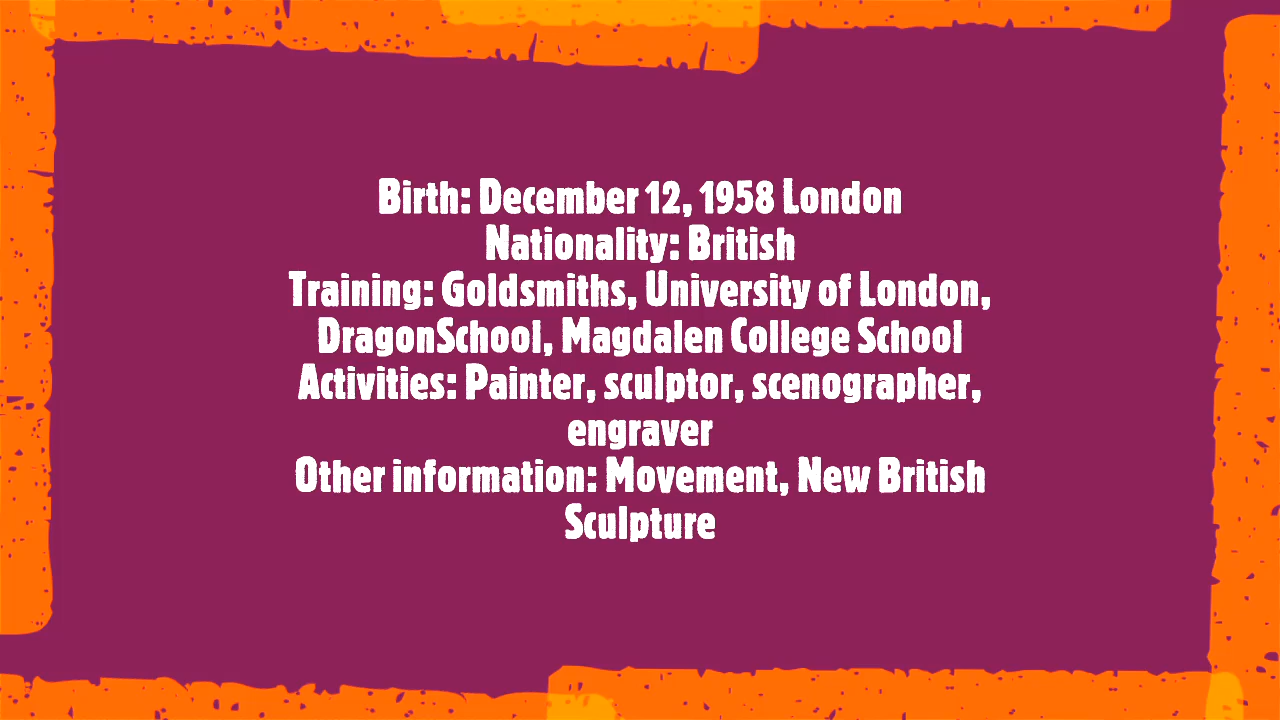 Birth: December 12, 1958 London
Nationality: British
Training: Goldsmiths, University of London,
DragonSchool, Magdalen College School
Activities: Painter, sculptor, scenographer,
engraver
Other information: Movement, New British
Sculpture